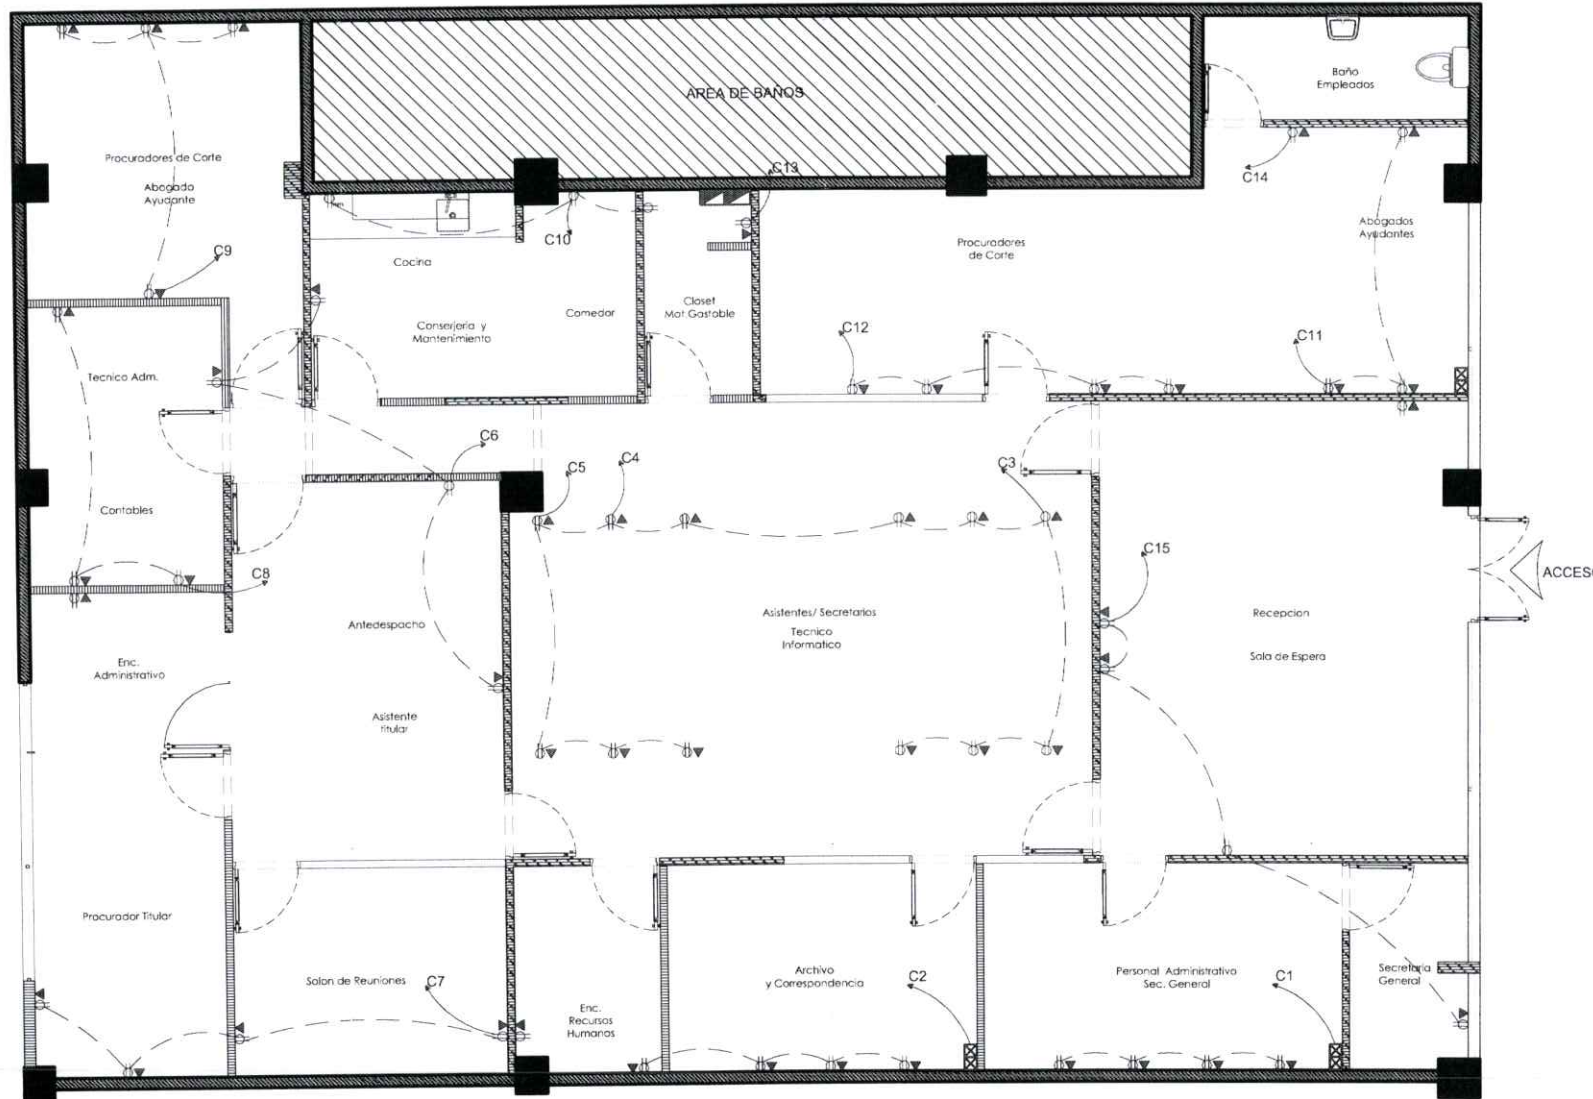 AREA DE BAÑOS
Baño
Empleados
Procuradores de Corte
Abogado
Ayudante
C13
C14
Abogados
Ayudantes
C9
C10
Procuradores
de Corte
Cocina
Closet
Mat Gastable
Comedor
Conserjeria y
Mantenimiento
C12
C11
Tecnico Adm.
C6
C5
C4
C3
Contables
C15
C8
ACCES
Antedespacho
Asistentes/ Secretarios
Tecnico
Informatico
Recepcion
Sala de Espera
Enc.
Administrativo
Asistente
titular
Procurador Titular
Salon de Reuniones
C7
Enc.
Recursos
Humanos
Archivo
y Correspondencia
C2
Personal Administrativo
Sec. General
C1
Secretaria
General